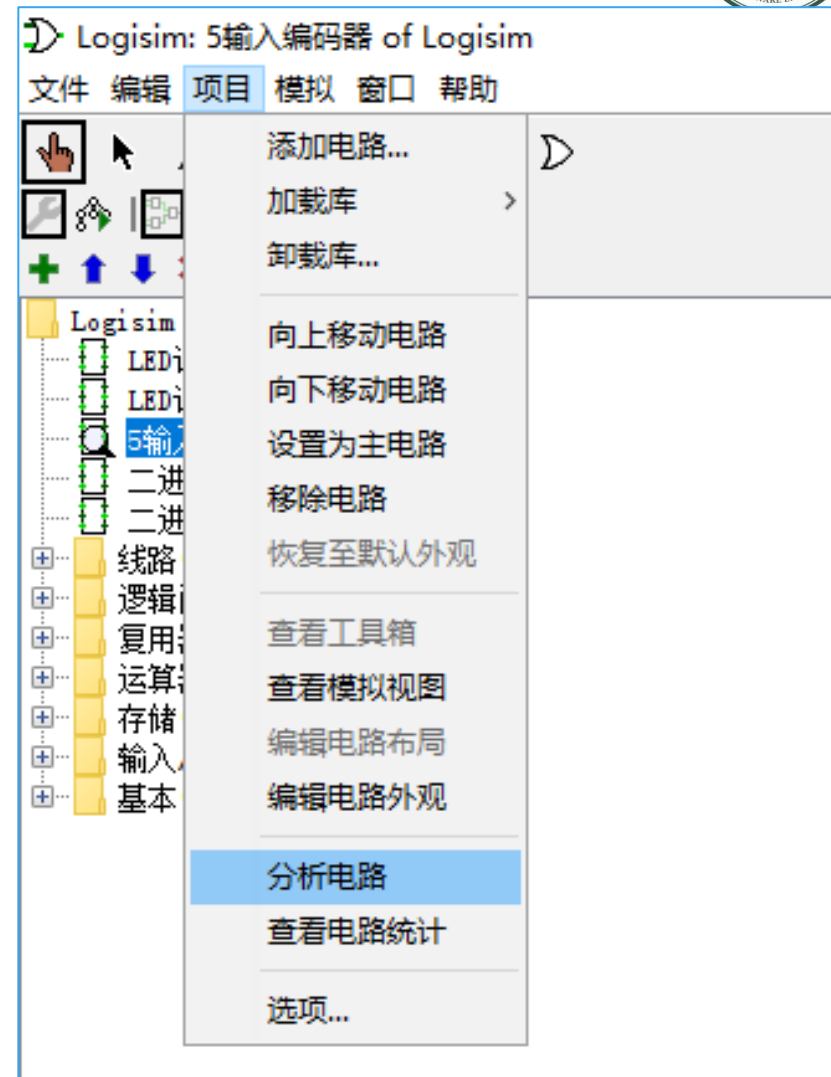 Logisim: 5输入编码器 of Logisim
文件 编辑 项目 模拟 窗口 帮助
添加电路...
加载库
卸载库...
向上移动电路
向下移动电路
设置为主电路
移除电路
恢复至默认外观
查看工具箱
查看模拟视图
编辑电路布局
编辑电路外观
分析电路
查看电路统计
选项...
Logisim
LED
LED
5输
二进
二进
线路
逻辑
复用
运算
存储
输入
基本